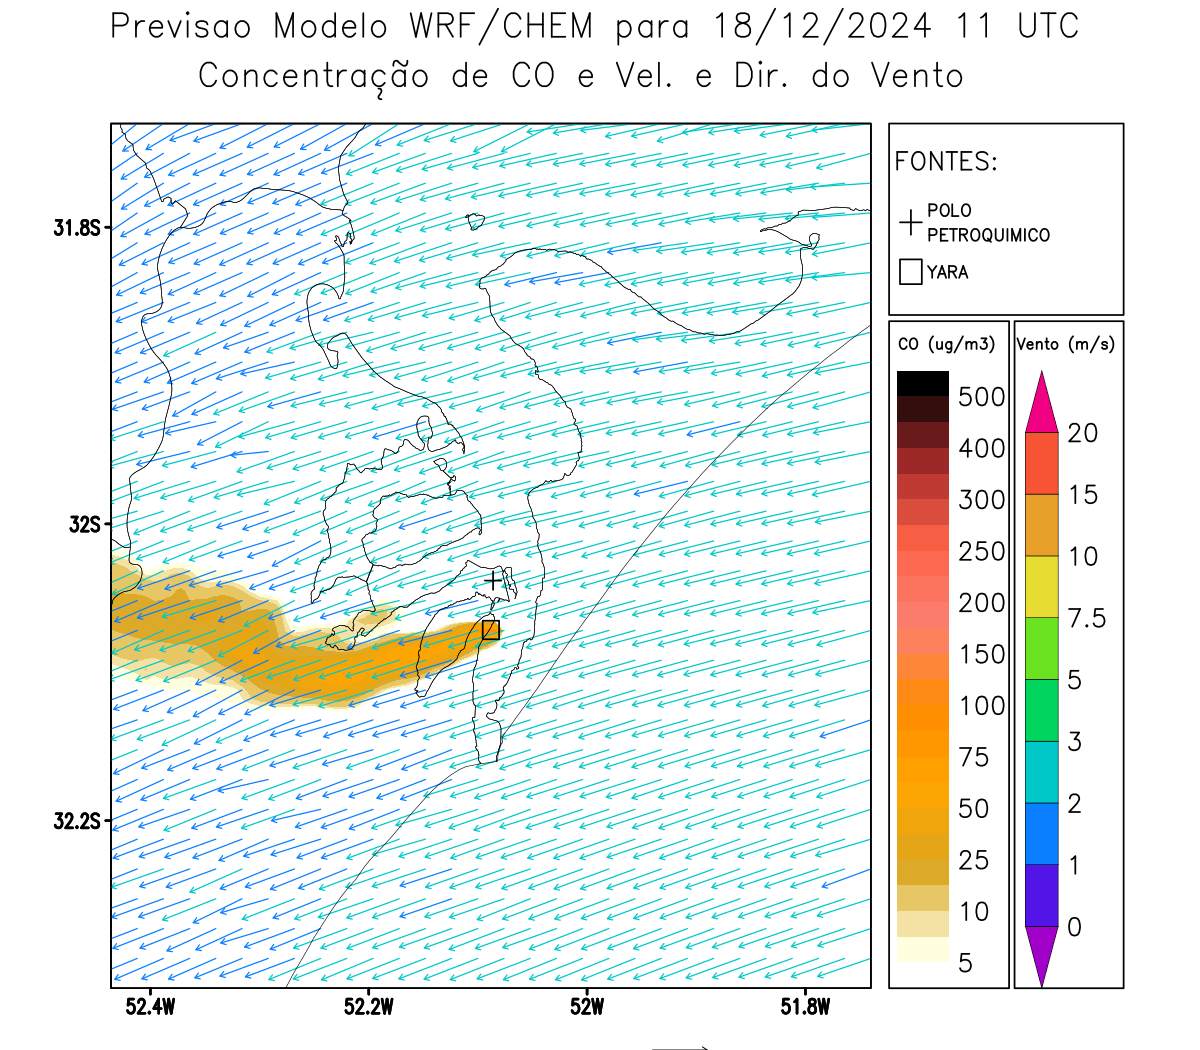 Previsao Modelo WRF/CHEM para 18/12/2024 11 UTC
Concentração de CO e Vel. e Dir. do Vento
FONTES:
POLO
PETROQUIMICO
YARA
31.8S
32S
32.2S
52.4W
52.2W
52W
51.8W
CO (ug/m3)
500
400
300
250
200
150
100
75
50
25
10
5
Vento (m/s)
20
15
10
7.5
5
3
2
1
0